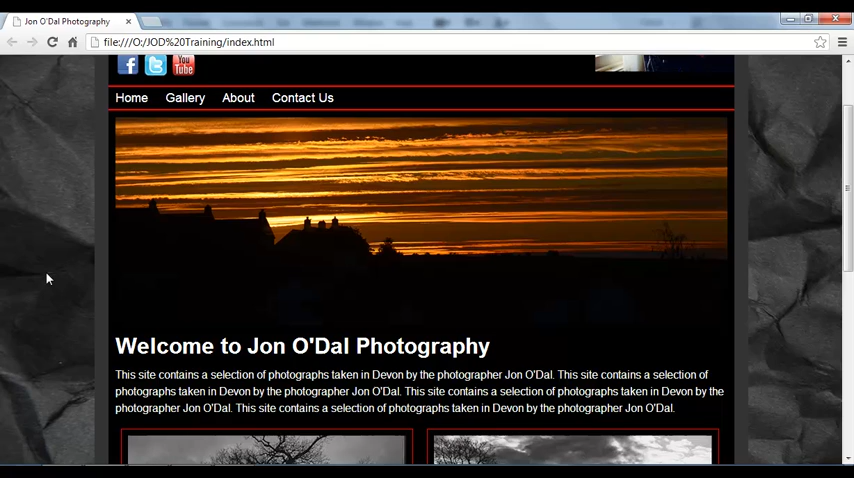 Jon O'Dal Photography
file:///O:/JOD%20Training/index.html
f
t
You
Tube
Home
Gallery
About
Contact Us
Welcome to Jon O'Dal Photography
This site contains a selection of photographs taken in Devon by the photographer Jon O'Dal. This site contains a selection of
photographs taken in Devon by the photographer Jon O'Dal. This site contains a selection of photographs taken in Devon by the
photographer Jon O'Dal. This site contains a selection of photographs taken in Devon by the photographer Jon O'Dal.